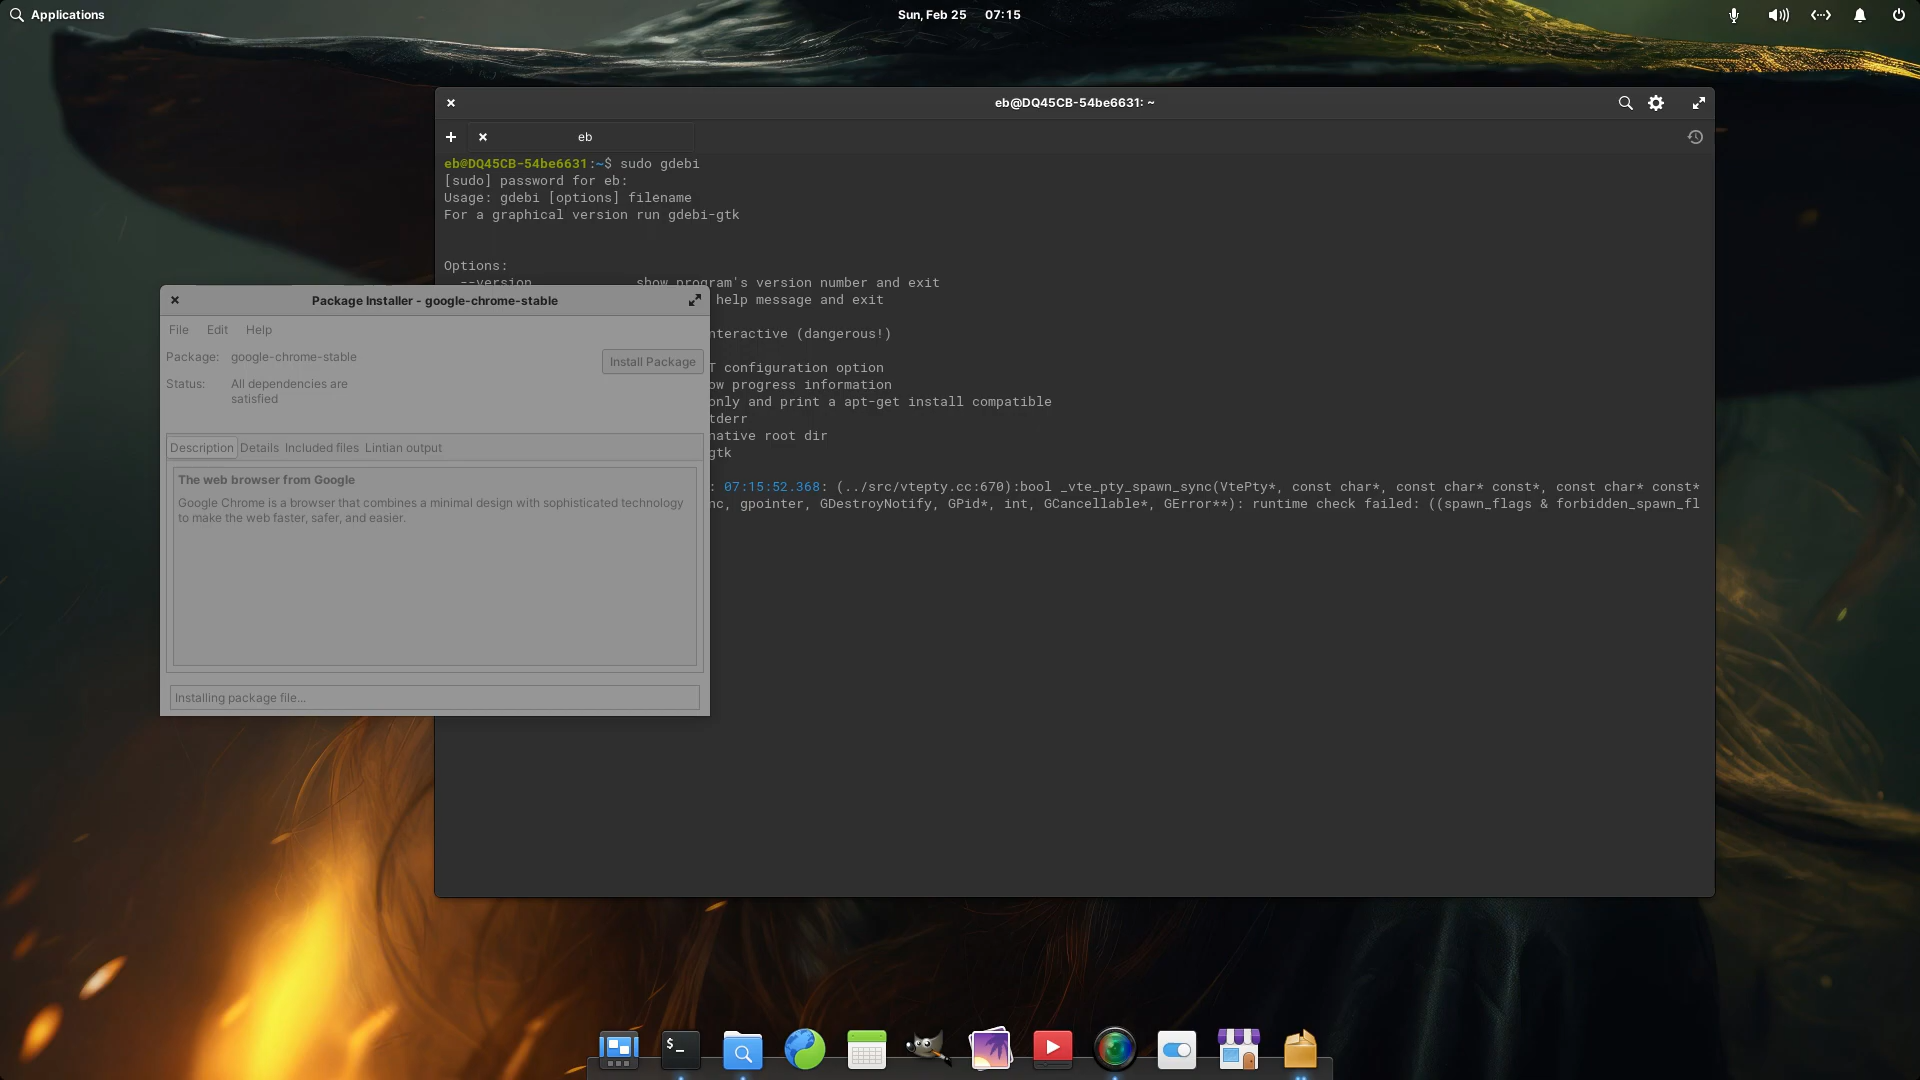 Applications
Sun, Feb 25 07:15
eb@DQ45CB-54be6631: ~
eb
eb@DQ45CB-54be6631:~$ sudo gdebi
[sudo] password for eb:
Usage: gdebi [options] filename
For a graphical version run gdebi-gtk
Options:
--version show program's version number and exit
help message and exit
nteractive (dangerous!)
T configuration option
ow progress information
only and print a apt-get install compatible
tderr
native root dir
gtk
: 07:15:52.368: (../src/vtepty.cc:670):bool _vte_pty_spawn_sync(VtePty*, const char*, const char* const*, const char* const*
nc, gpointer, GDestroyNotify, GPid*, int, GCancellable*, GError**): runtime check failed: ((spawn_flags & forbidden_spawn_fl
Package Installer - google-chrome-stable
File Edit Help
Package: google-chrome-stable
Install Package
Status: All dependencies are
satisfied
Description Details Included files Lintian output
The web browser from Google
Google Chrome is a browser that combines a minimal design with sophisticated technology
to make the web faster, safer, and easier.
Installing package file...
$ _